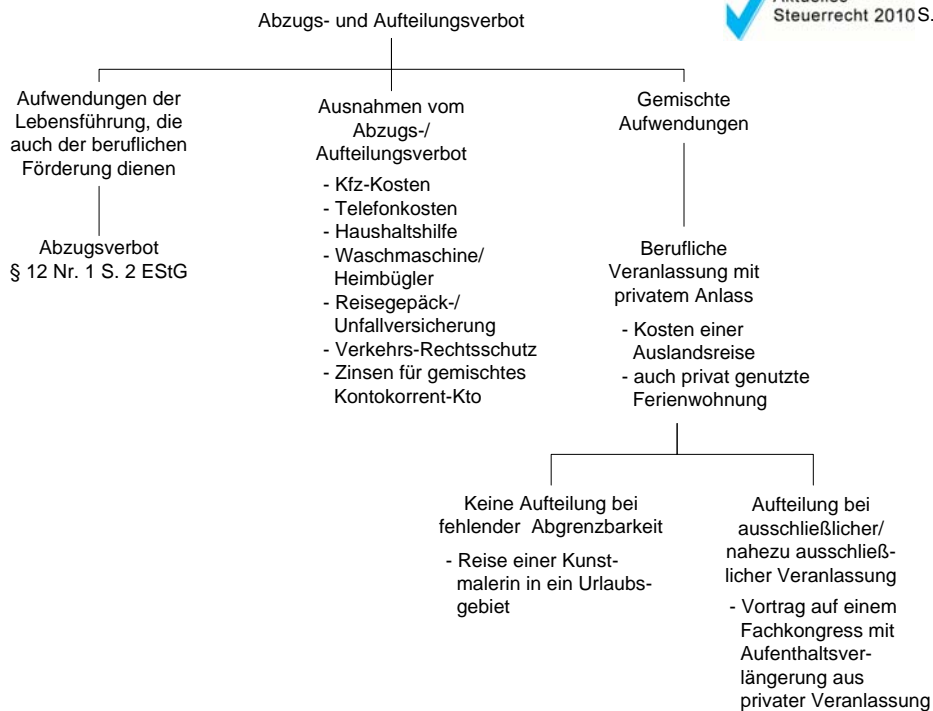 Abzugs- und Aufteilungsverbot
Aktuelles
Steuerrecht 2010 S.
Aufwendungen der
Lebensführung, die
auch der beruflichen
Förderung dienen
Abzugsverbot
§ 12 Nr. 1 S. 2 EStG
Ausnahmen vom
Abzugs-/
Aufteilungsverbot
- Kfz-Kosten
- Telefonkosten
- Haushaltshilfe
- Waschmaschine/
Heimbügler
- Reisegepäck-/
Unfallversicherung
- Verkehrs-Rechtsschutz
- Zinsen für gemischtes
Kontokorrent-Kto
Gemischte
Aufwendungen
Berufliche
Veranlassung mit
privatem Anlass
- Kosten einer
Auslandsreise
- auch privat genutzte
Ferienwohnung
Keine Aufteilung bei
fehlender Abgrenzbarkeit
- Reise einer Kunst-
malerin in ein Urlaubs-
gebiet
Aufteilung bei
ausschließlicher/
nahezu ausschließ-
licher Veranlassung
- Vortrag auf einem
Fachkongress mit
Aufenthaltsver-
längerung aus
privater Veranlassung